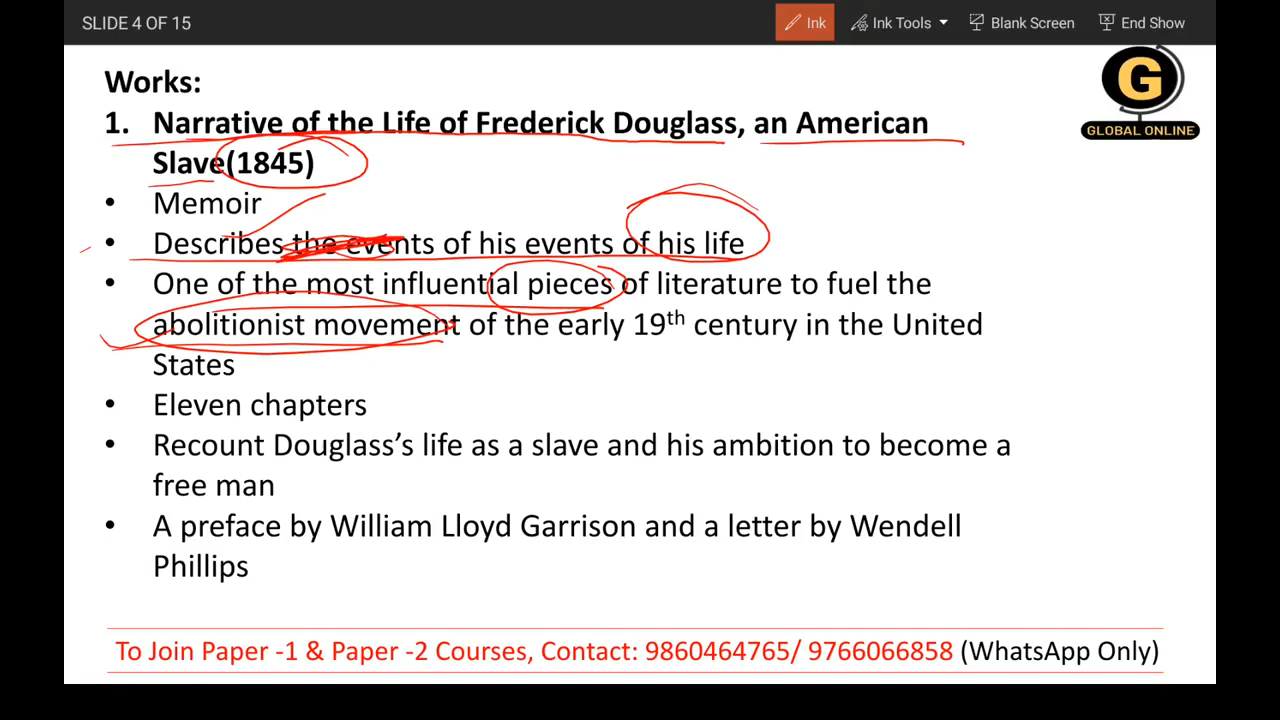 SLIDE 4 OF 15
Ink
Ink Tools
Blank Screen
End Show
G
GLOBAL ONLINE
Works:
1. Narrative of the Life of Frederick Douglass, an American
Slave(1845)
• Memoir
• Describes the events of his events of his life
• One of the most influential pieces of literature to fuel the
abolitionist movement of the early 19th century in the United
States
• Eleven chapters
• Recount Douglass’s life as a slave and his ambition to become a
free man
• A preface by William Lloyd Garrison and a letter by Wendell
Phillips
To Join Paper -1 & Paper -2 Courses, Contact: 9860464765/ 9766066858 (WhatsApp Only)